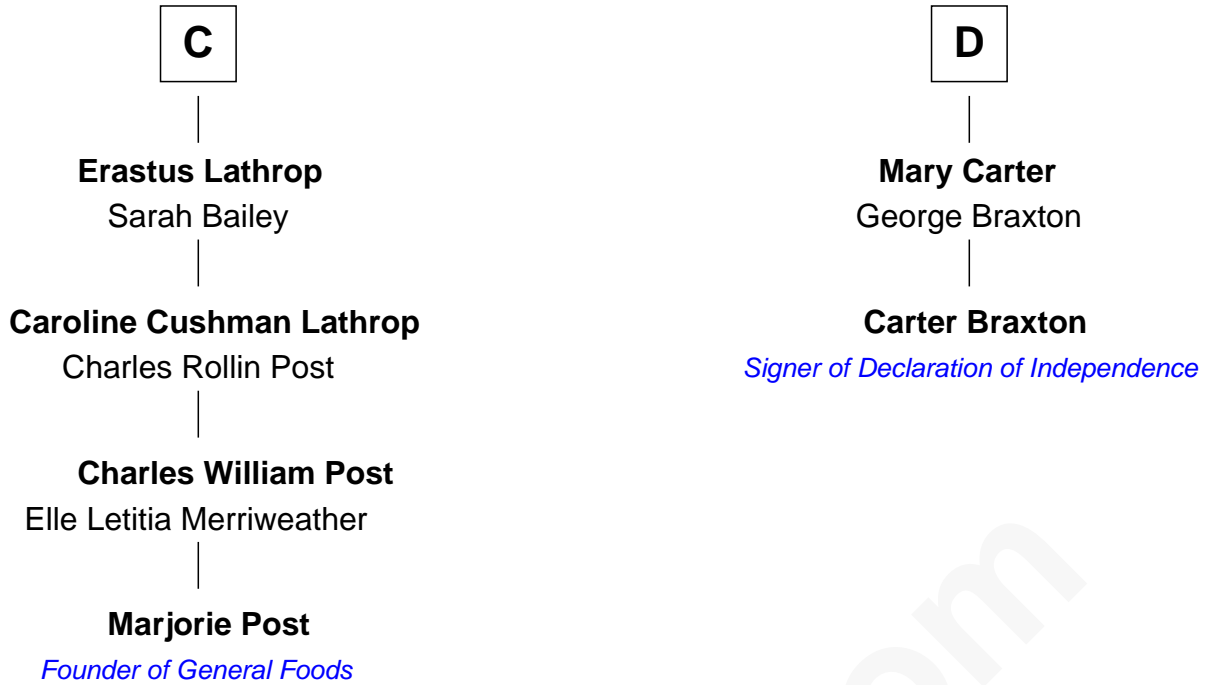 C
Erastus Lathrop
Sarah Bailey
Caroline Cushman Lathrop
Charles Rollin Post
Charles William Post
Elle Letitia Merriweather
Marjorie Post
Founder of General Foods
D
Mary Carter
George Braxton
Carter Braxton
Signer of Declaration of Independence
om